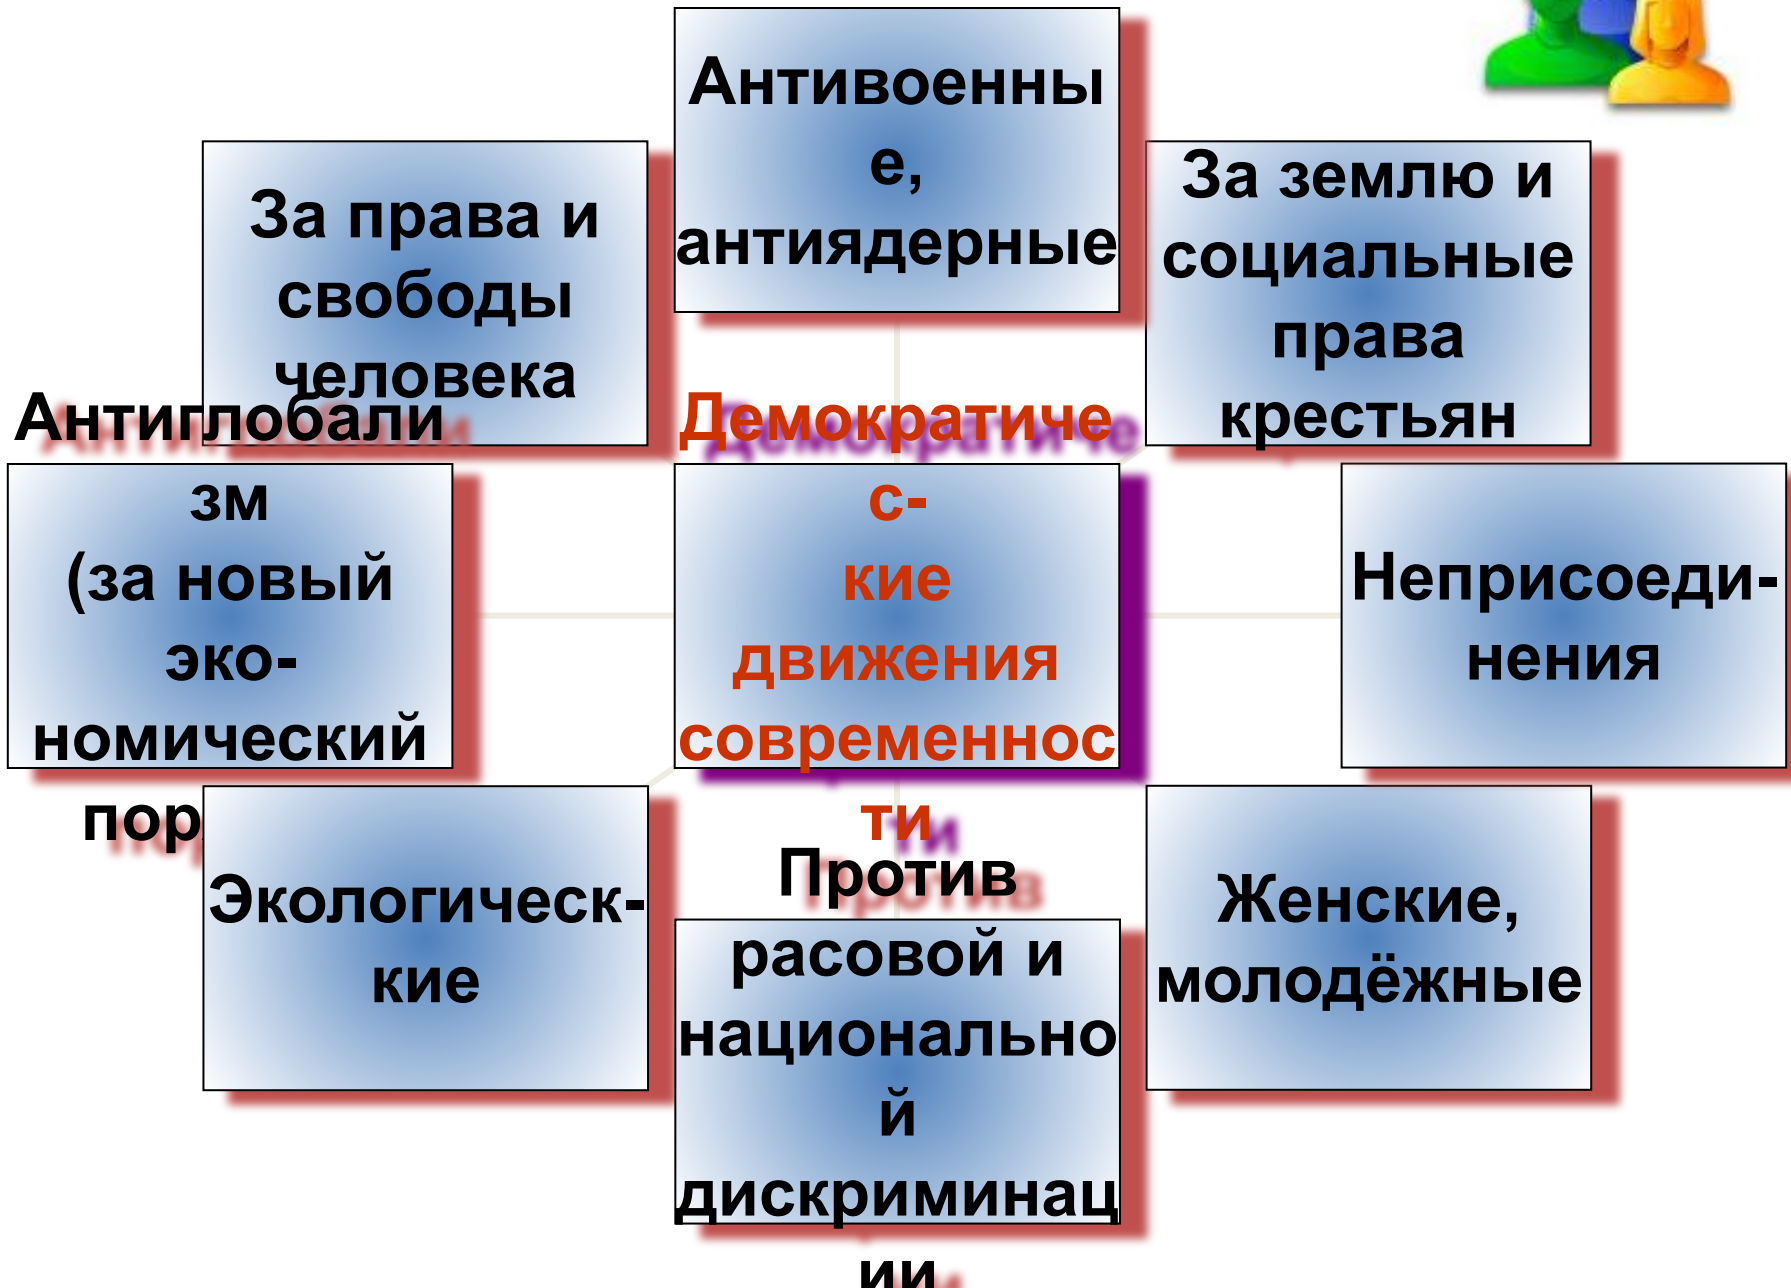 Антивоенны
е,
антиядерные
За права и
свободы
человека
За землю и
социальные
права
крестьян
Антиглобали
зм
(за новый
эко-
номический
пор
Демократиче
с-
кие
движения
современнос
ти
Неприсоеди-
нения
Экологическ-
кие
Против
расовой и
национально
й
дискриминац
ии
Женские,
молодёжные